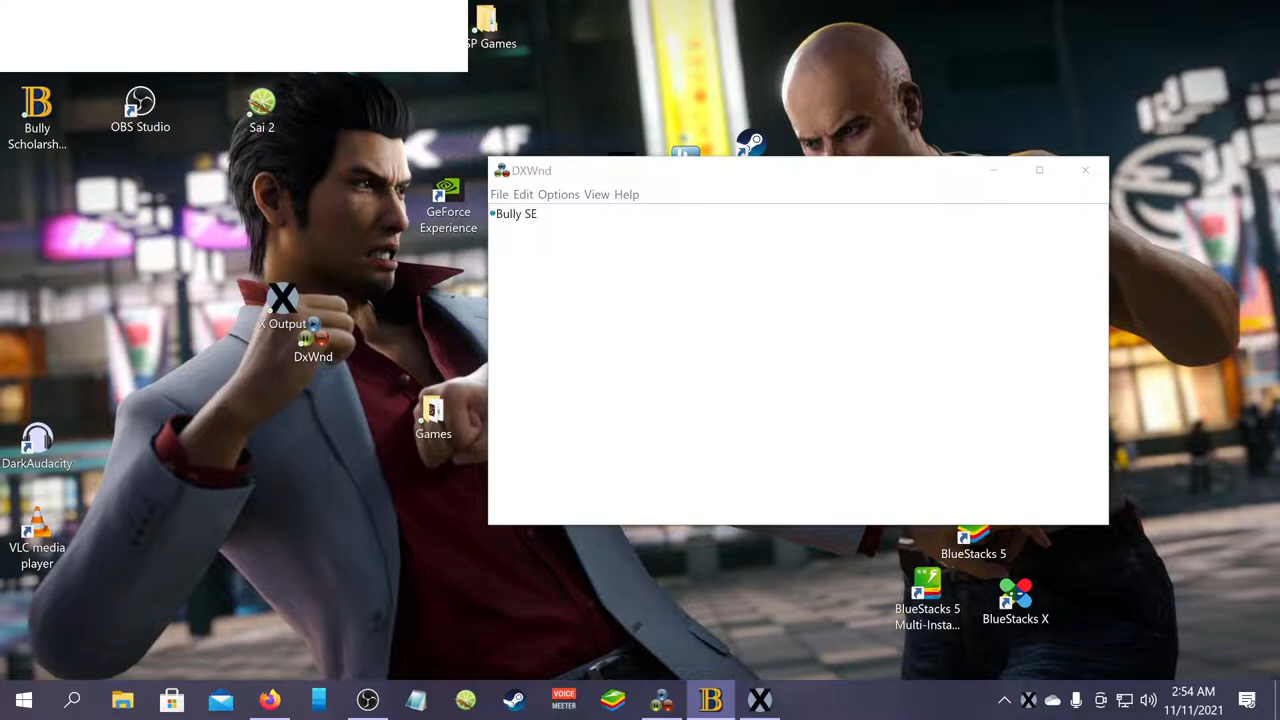 SP Games
Bully
Scholarsh...
OBS Studio
Sai 2
GeForce
Experience
X Output
DxWnd
Games
DarkAudacity
VLC media
player
DXWnd
File Edit Options View Help
Bully SE
BlueStacks 5
BlueStacks 5
Multi-Insta...
BlueStacks X
VOICE
MEETER
2:54 AM
11/11/2021